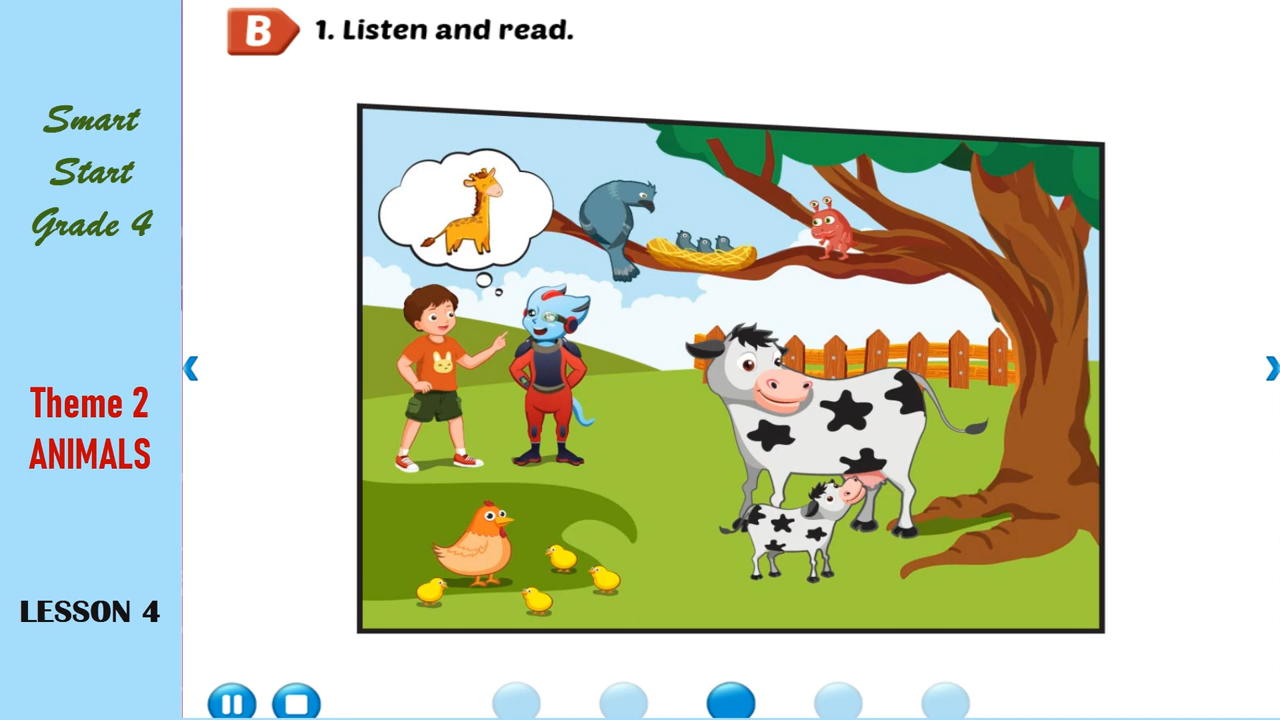 Smart
Start
Grade 4
Theme 2
ANIMALS
LESSON 4
B 1. Listen and read.